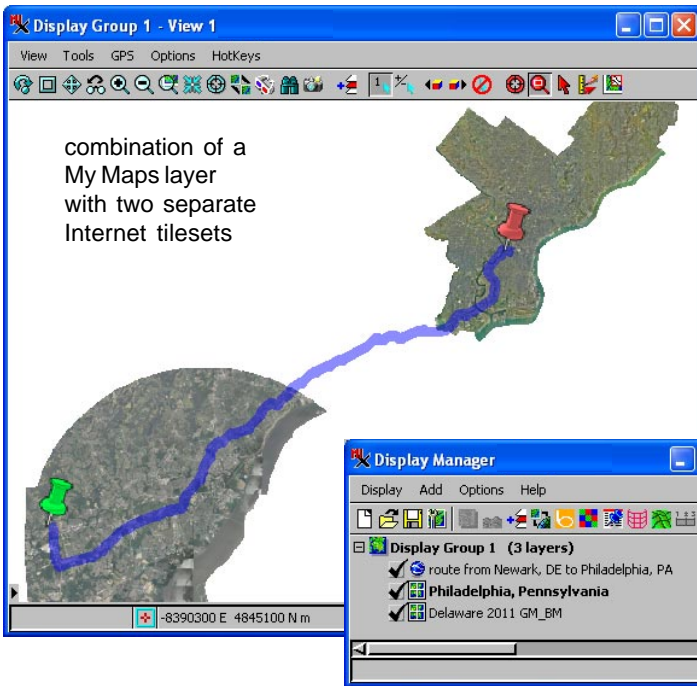 Display Group 1 - View 1
View Tools GPS Options HotKeys
1
combination of a
My Maps layer
with two separate
Internet tilesets
-8390300 E 4845100 N m
Display Manager
Display Add Options Help
Display Group 1 (3 layers)
route from Newark, DE to Philadelphia, PA
Philadelphia, Pennsylvania
Delaware 2011 GM_BM